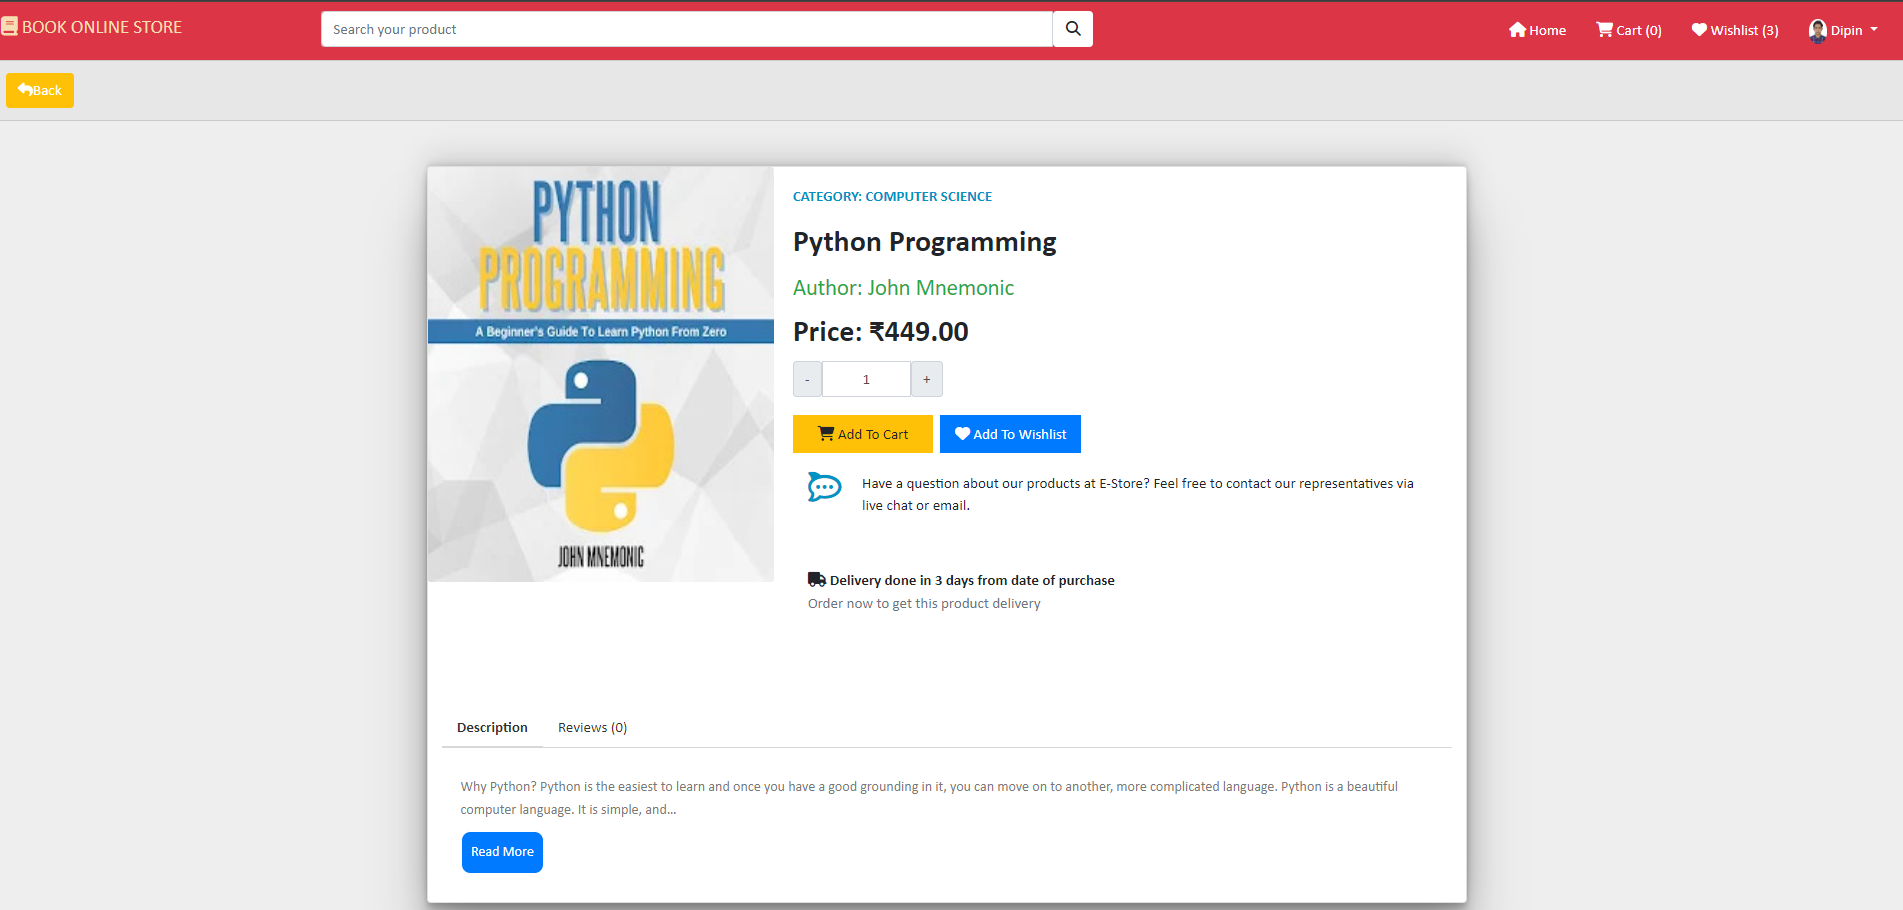 BOOK ONLINE STORE
Search your product
Home
Cart (0)
Wishlist (3)
Dipin
Back
PYTHON
PROGRAMMING
A Beginner's Guide To Learn Python From Zero
JOHN MNEMONIC
CATEGORY: COMPUTER SCIENCE
Python Programming
Author: John Mnemonic
Price: ₹449.00
- 1 +
Add To Cart
Add To Wishlist
Have a question about our products at E-Store? Feel free to contact our representatives via
live chat or email.
Delivery done in 3 days from date of purchase
Order now to get this product delivery
Description
Reviews (0)
Why Python? Python is the easiest to learn and once you have a good grounding in it, you can move on to another, more complicated language. Python is a beautiful
computer language. It is simple, and...
Read More